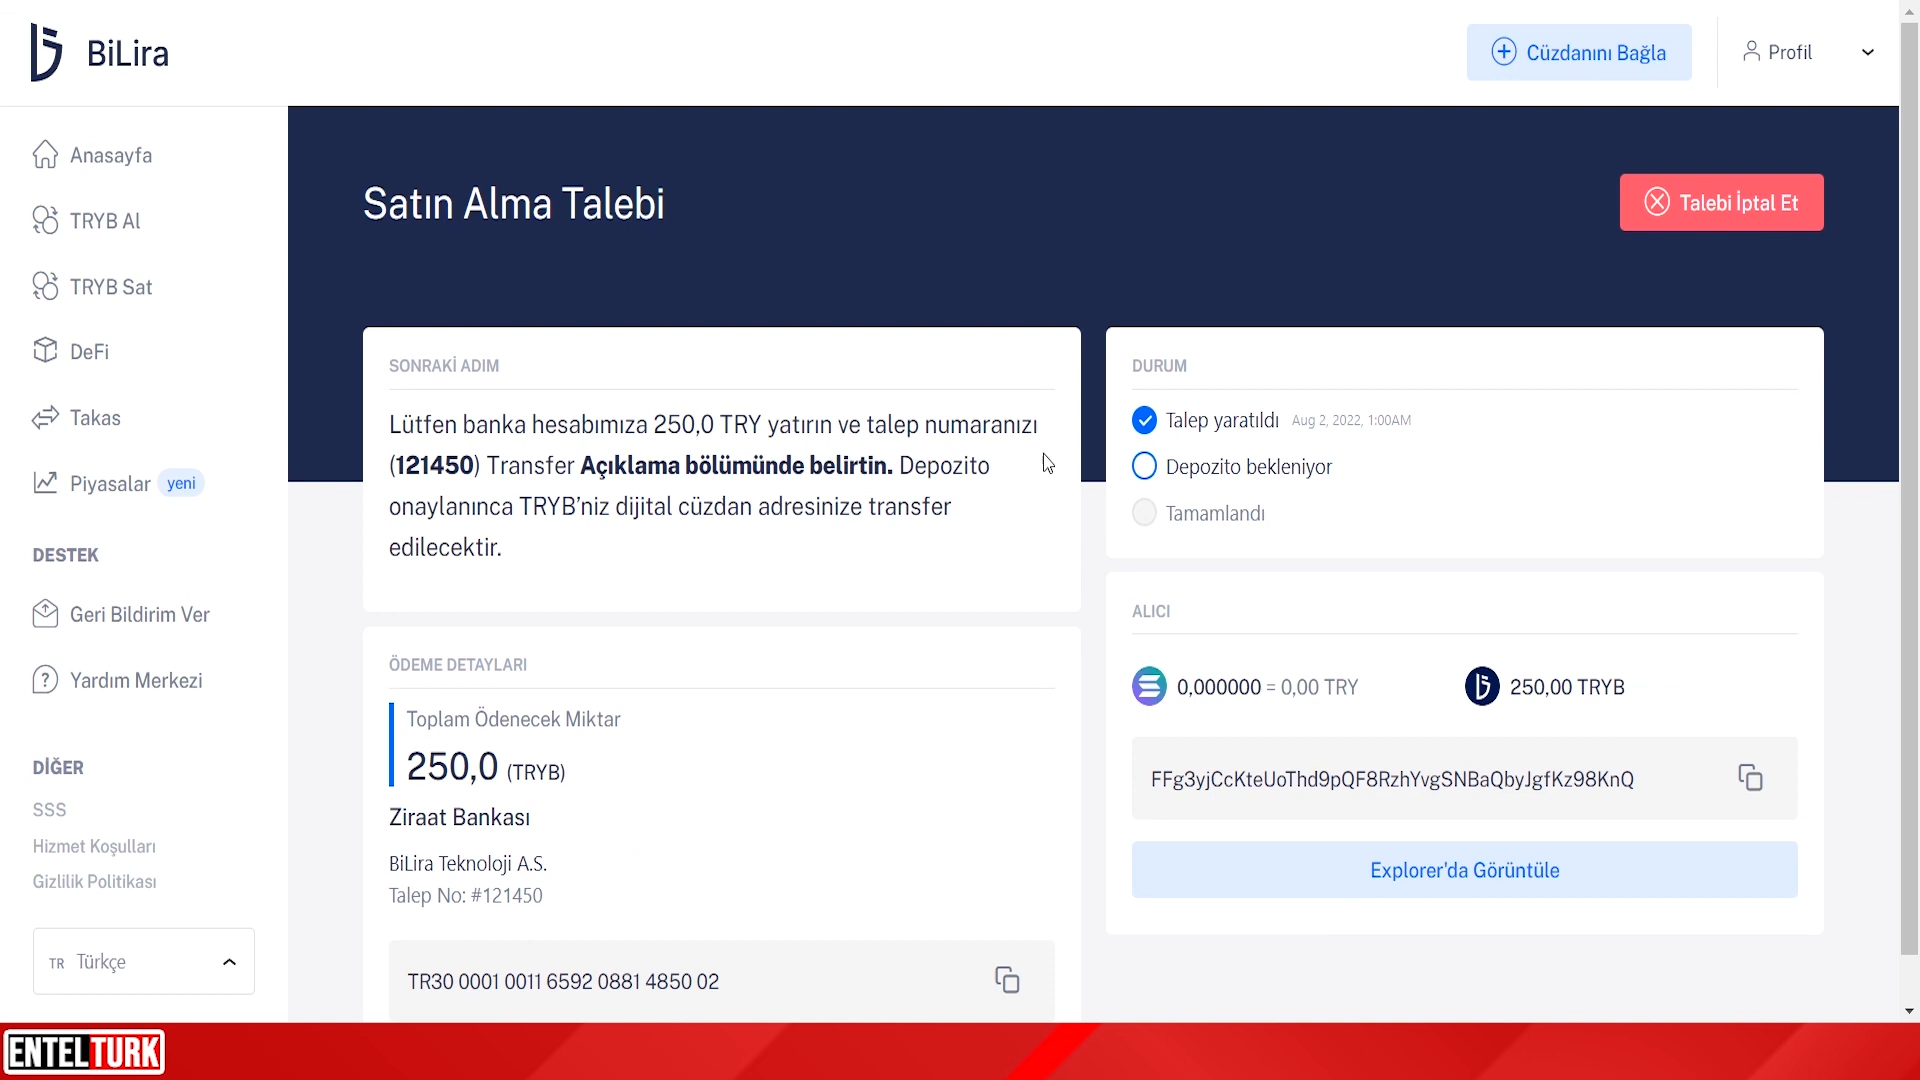 BiLira
Cüzdanını Bağla
Profil
Anasayfa
TRYB Al
TRYB Sat
DeFi
Takas
Piyasalar yeni
DESTEK
Geri Bildirim Ver
Yardım Merkezi
DİĞER
SSS
Hizmet Koşulları
Gizlilik Politikası
TR Türkçe
Satın Alma Talebi
Talebi İptal Et
SONRAKİ ADIM
Lütfen banka hesabımıza 250,0 TRY yatırın ve talep numaranızı
(121450) Transfer Açıklama bölümünde belirtin. Depozito
onaylanınca TRYB’niz dijital cüzdan adresinize transfer
edilecektir.
ÖDEME DETAYLARI
Toplam Ödenecek Miktar
250,0 (TRYB)
Ziraat Bankası
BiLira Teknoloji A.S.
Talep No: #121450
TR30 0001 0011 6592 0881 4850 02
DURUM
Talep yaratıldı Aug 2, 2022, 1:00AM
Depozito bekleniyor
Tamamlandı
ALICI
0,000000 = 0,00 TRY
250,00 TRYB
FFg3yjCcKteUoThd9pQF8RzhYvgSNBaQbyJgfKz98KnQ
Explorer'da Görüntüle
ENTELTURK